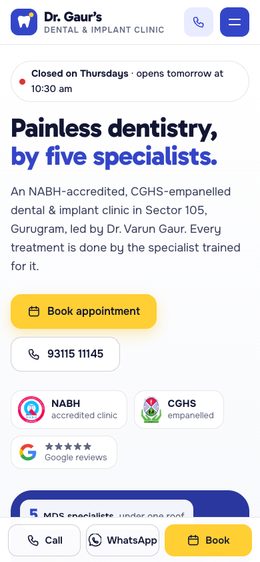 Dr. Gaur's
DENTAL & IMPLANT CLINIC
Closed on Thursdays · opens tomorrow at
10:30 am
Painless dentistry,
by five specialists.
An NABH-accredited, CGHS-empanelled
dental & implant clinic in Sector 105,
Gurugram, led by Dr. Varun Gaur. Every
treatment is done by the specialist trained
for it.
Book appointment
93115 11145
NABH
accredited clinic
CGHS
empanelled
Google reviews
5 MDS specialists, under one roof
Call
WhatsApp
Book